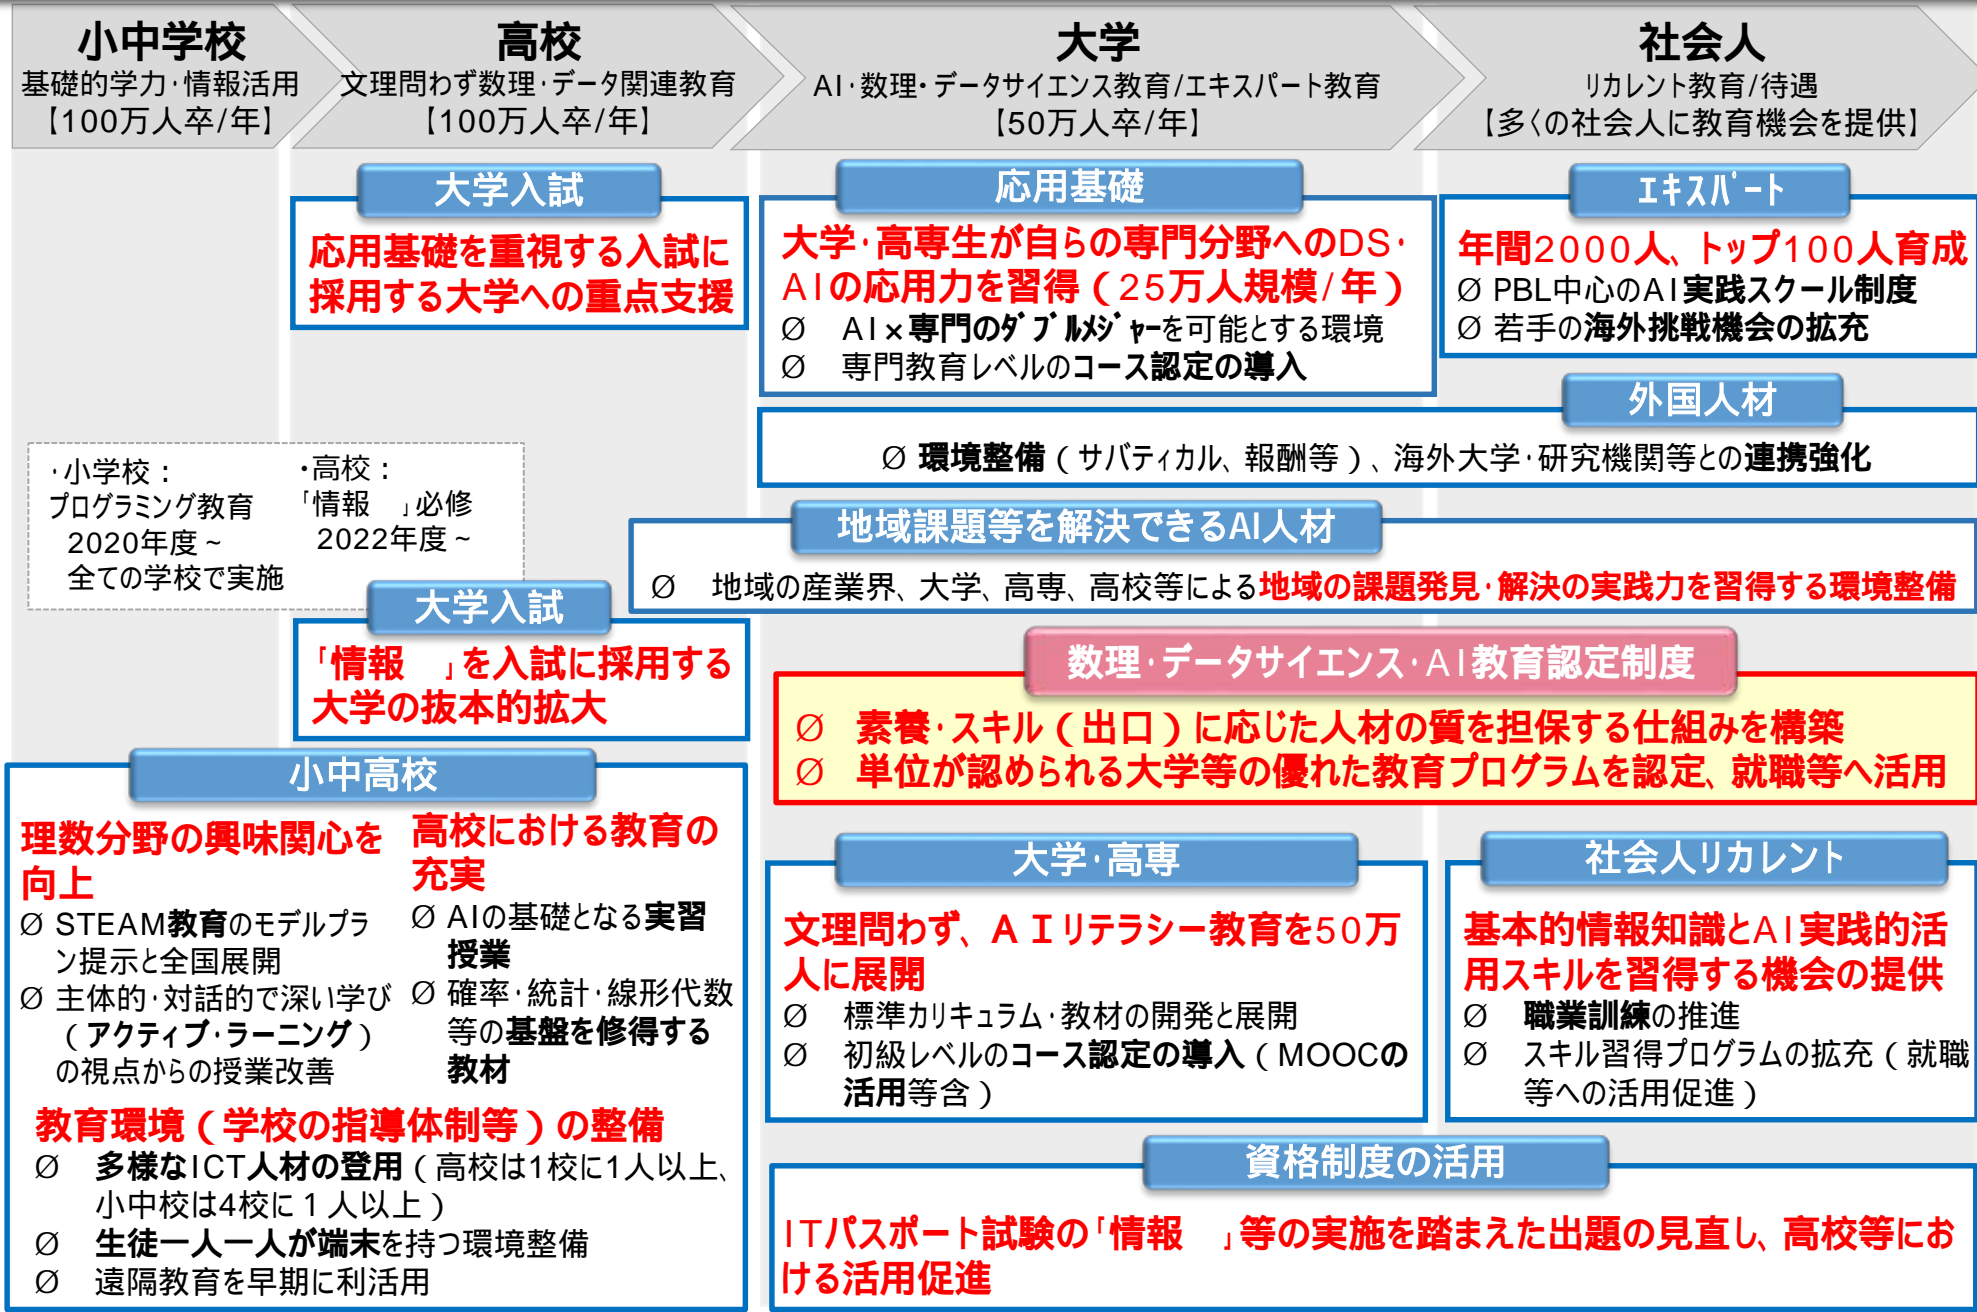 小中学校
基礎的学力・情報活用
【100万人卒/年】
高校
文理問わず数理・データ関連教育
【100万人卒/年】
大学
AI・数理・データサイエンス教育/エキスパート教育
【50万人卒/年】
社会人
リカレント教育/待遇
【多くの社会人に教育機会を提供】
大学入試
応用基礎を重視する入試に
採用する大学への重点支援
応用基礎
大学・高専生が自らの専門分野へのDS・
AIの応用力を習得（25万人規模/年）
Ø AI×専門のダブルメジャーを可能とする環境
Ø 専門教育レベルのコース認定の導入
エキスパート
年間2000人、トップ100人育成
Ø PBL中心のAI実践スクール制度
Ø 若手の海外挑戦機会の拡充
外国人材
Ø 環境整備（サバティカル、報酬等）、海外大学・研究機関等との連携強化
・小学校：
プログラミング教育
2020年度～
全ての学校で実施
・高校：
「情報　」必修
2022年度～
地域課題等を解決できるAI人材
Ø 地域の産業界、大学、高専、高校等による地域の課題発見・解決の実践力を習得する環境整備
大学入試
「情報　」を入試に採用する
大学の抜本的拡大
数理・データサイエンス・AI教育認定制度
Ø 素養・スキル（出口）に応じた人材の質を担保する仕組みを構築
Ø 単位が認められる大学等の優れた教育プログラムを認定、就職等へ活用
小中高校
理数分野の興味関心を
向上
Ø STEAM教育のモデルプラ
ン提示と全国展開
Ø 主体的・対話的で深い学び
（アクティブ・ラーニング）
の視点からの授業改善
高校における教育の
充実
Ø AIの基礎となる実習
授業
Ø 確率・統計・線形代数
等の基盤を修得する
教材
教育環境（学校の指導体制等）の整備
Ø 多様なICT人材の登用（高校は1校に1人以上、
小中校は4校に１人以上）
Ø 生徒一人一人が端末を持つ環境整備
Ø 遠隔教育を早期に利活用
大学・高専
文理問わず、ＡＩリテラシー教育を50万
人に展開
Ø 標準カリキュラム・教材の開発と展開
Ø 初級レベルのコース認定の導入（MOOCの
活用等含）
社会人リカレント
基本的情報知識とAI実践的活
用スキルを習得する機会の提供
Ø 職業訓練の推進
Ø スキル習得プログラムの拡充（就職
等への活用促進）
資格制度の活用
ITパスポート試験の「情報　」等の実施を踏まえた出題の見直し、高校等にお
ける活用促進